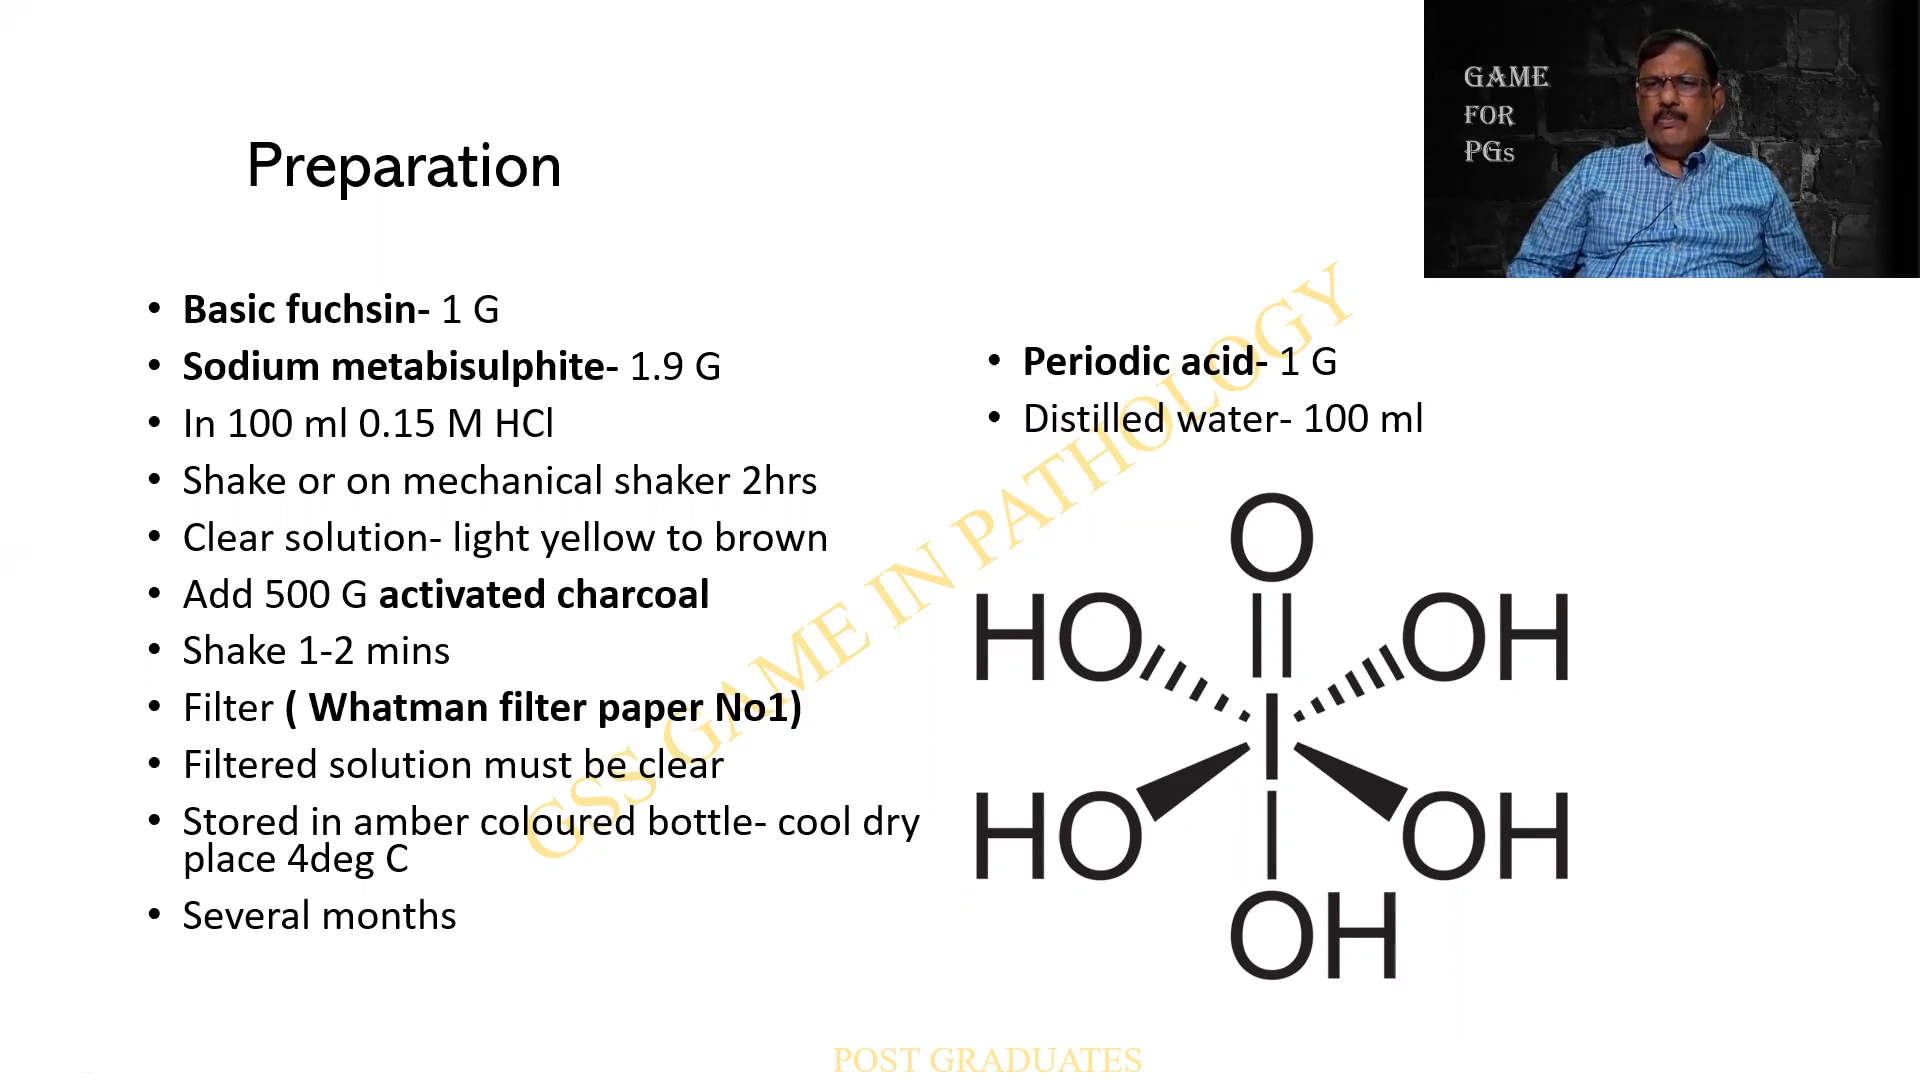 Preparation
GAME
FOR
PGs
• Basic fuchsin- 1 G
• Sodium metabisulphite- 1.9 G
• In 100 ml 0.15 M HCl
• Shake or on mechanical shaker 2hrs
• Clear solution- light yellow to brown
• Add 500 G activated charcoal
• Shake 1-2 mins
• Filter ( Whatman filter paper No1)
• Filtered solution must be clear
• Stored in amber coloured bottle- cool dry
place 4deg C
• Several months
• Periodic acid- 1 G
• Distilled water- 100 ml
O
HO OH
I
HO OH
OH
GSS GAME IN PATHOLOGY
POST GRADUATES